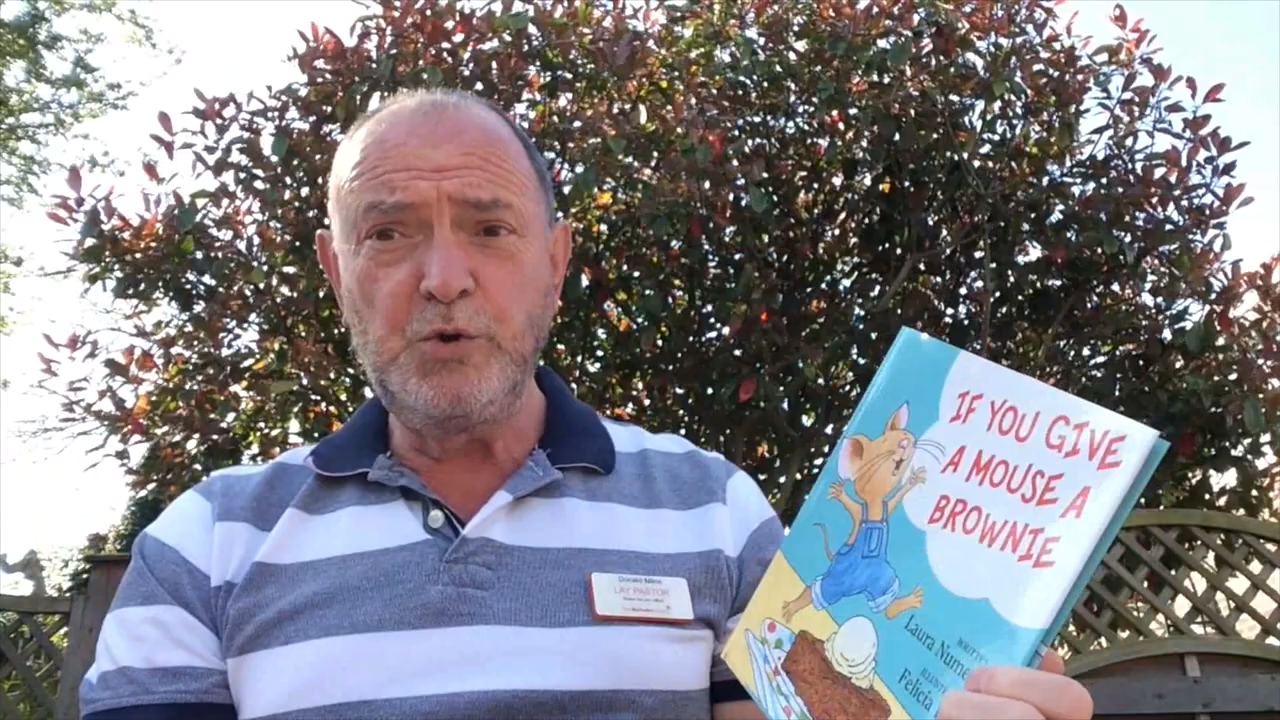 Donald Milne
LAY PASTOR
IF YOU GIVE
A MOUSE A
BROWNIE
Laura Nume
Felicia